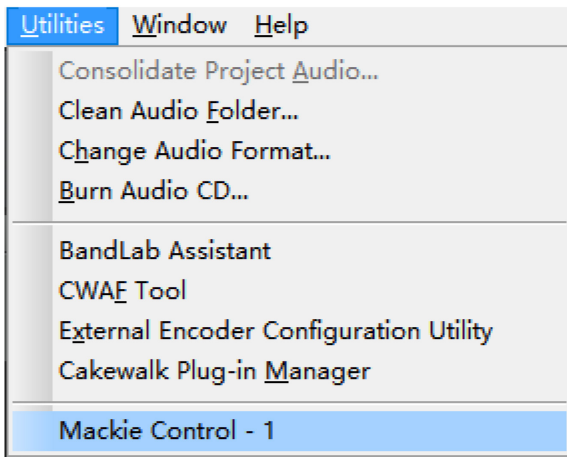 Utilities Window Help
Consolidate Project Audio...
Clean Audio Folder...
Change Audio Format...
Burn Audio CD...
BandLab Assistant
CWAF Tool
External Encoder Configuration Utility
Cakewalk Plug-in Manager
Mackie Control - 1